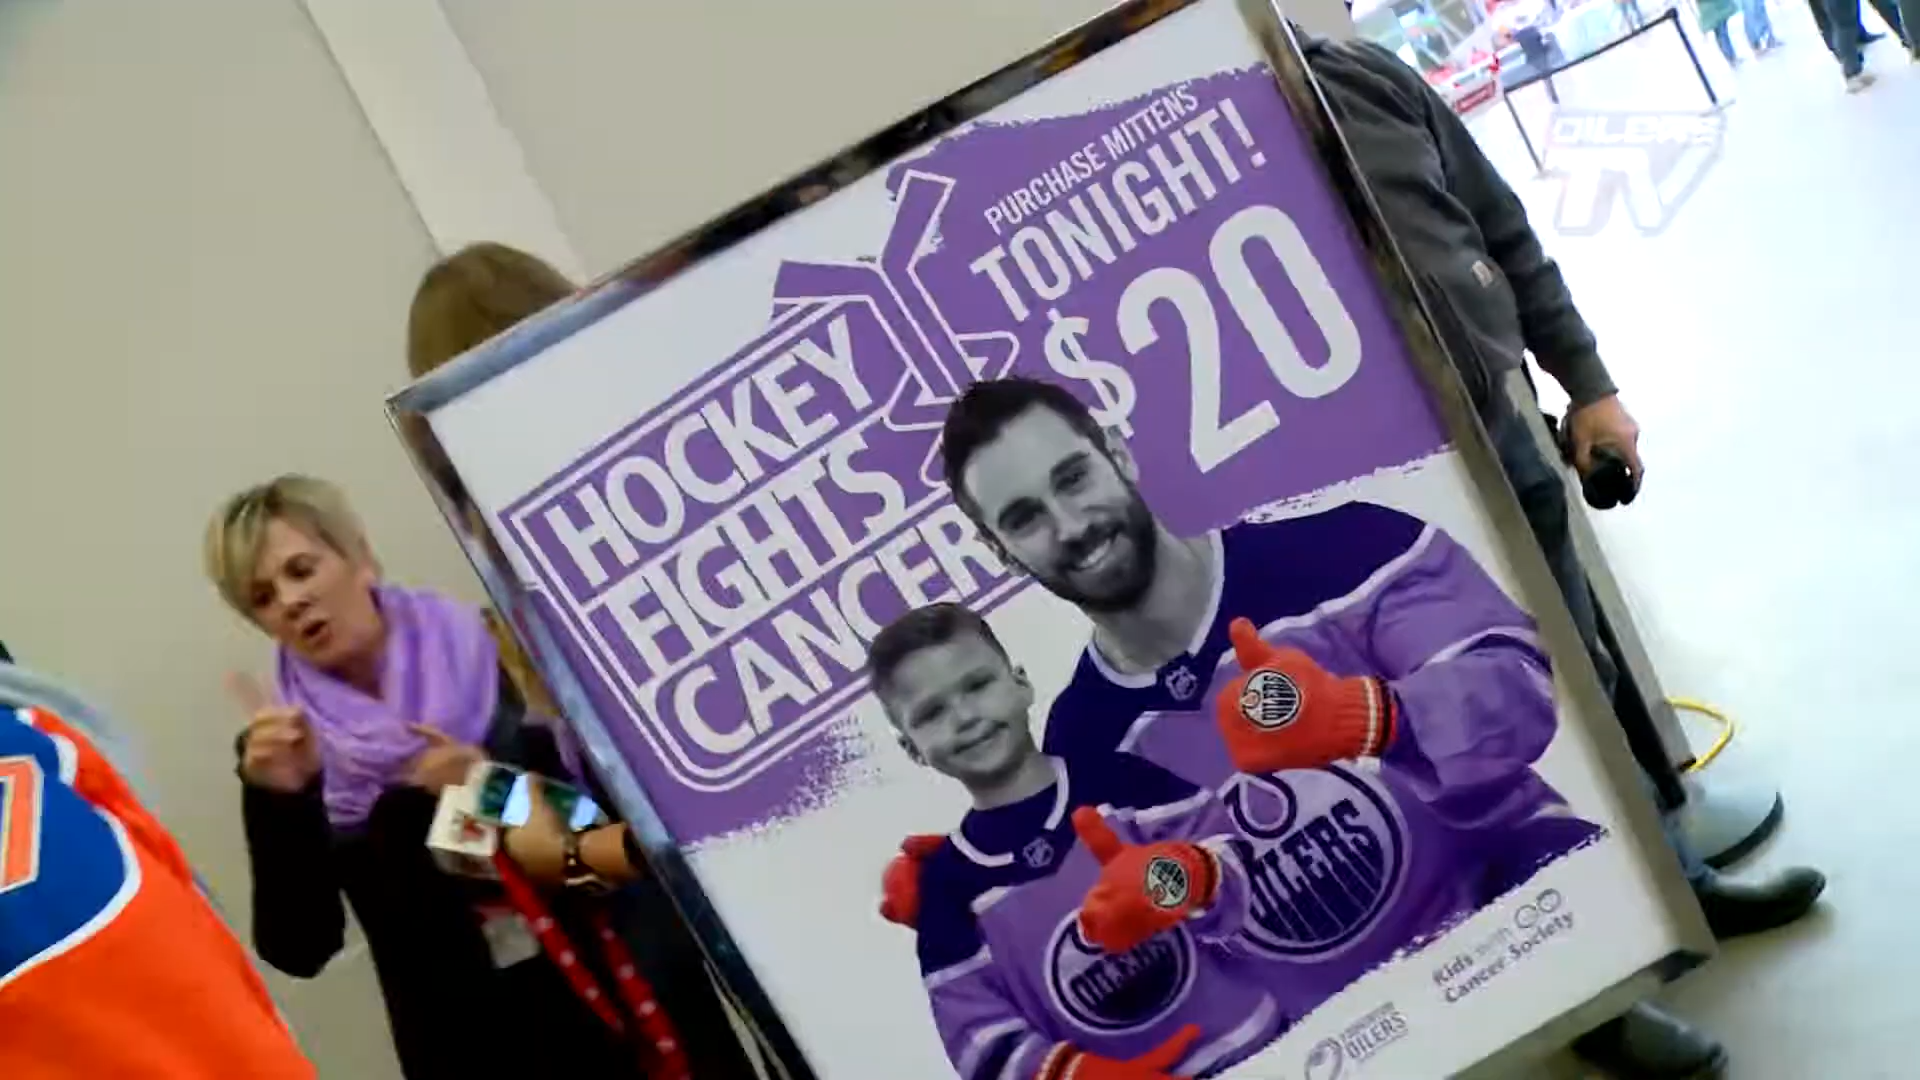 PURCHASE MITTENS
TONIGHT!
$20
HOCKEY
FIGHTS
CANCER
OILERS
TV
OILERS
OILERS
OILERS
OILERS
Kids with
Cancer Society
OILERS